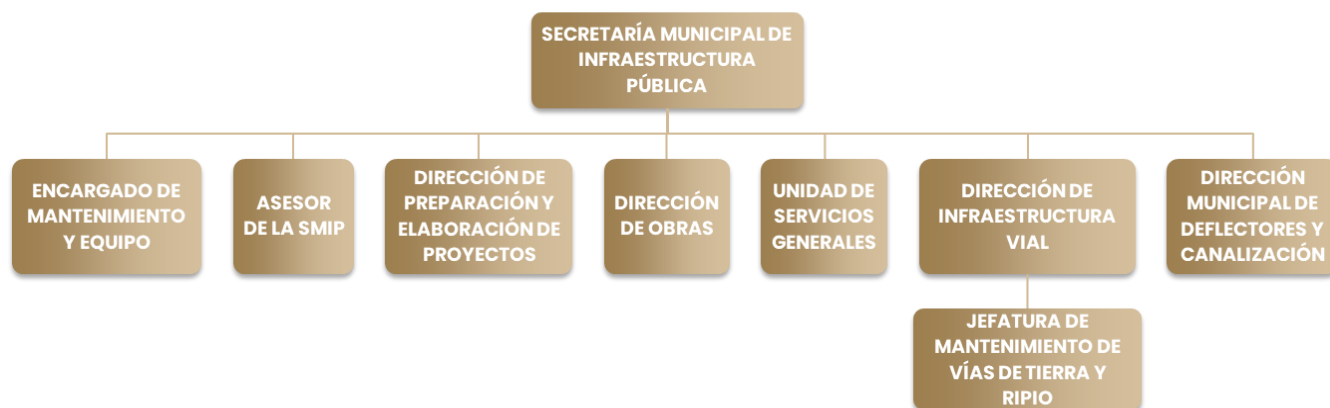 SECRETARÍA MUNICIPAL DE
INFRAESTRUCTURA
PÚBLICA
ENCARGADO DE
MANTENIMIENTO
Y EQUIPO
ASESOR
DE LA SMIP
DIRECCIÓN DE
PREPARACIÓN Y
ELABORACIÓN DE
PROYECTOS
DIRECCIÓN
DE OBRAS
UNIDAD DE
SERVICIOS
GENERALES
DIRECCIÓN DE
INFRAESTRUCTURA
VIAL
DIRECCIÓN
MUNICIPAL DE
DEFLECTORES Y
CANALIZACIÓN
JEFATURA DE
MANTENIMIENTO DE
VÍAS DE TIERRA Y
RIPIO